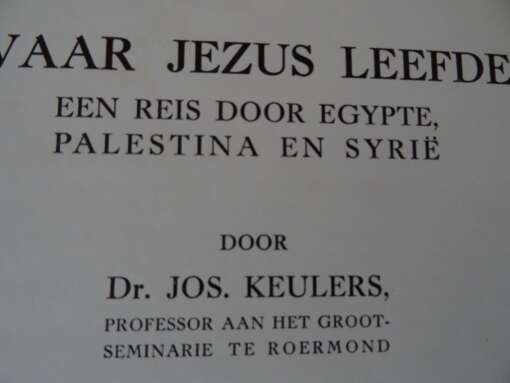 WAAR JEZUS LEEFDE
EEN REIS DOOR EGYPTE,
PALESTINA EN SYRIË
DOOR
Dr. JOS. KEULERS,
PROFESSOR AAN HET GROOT-
SEMINARIE TE ROERMOND